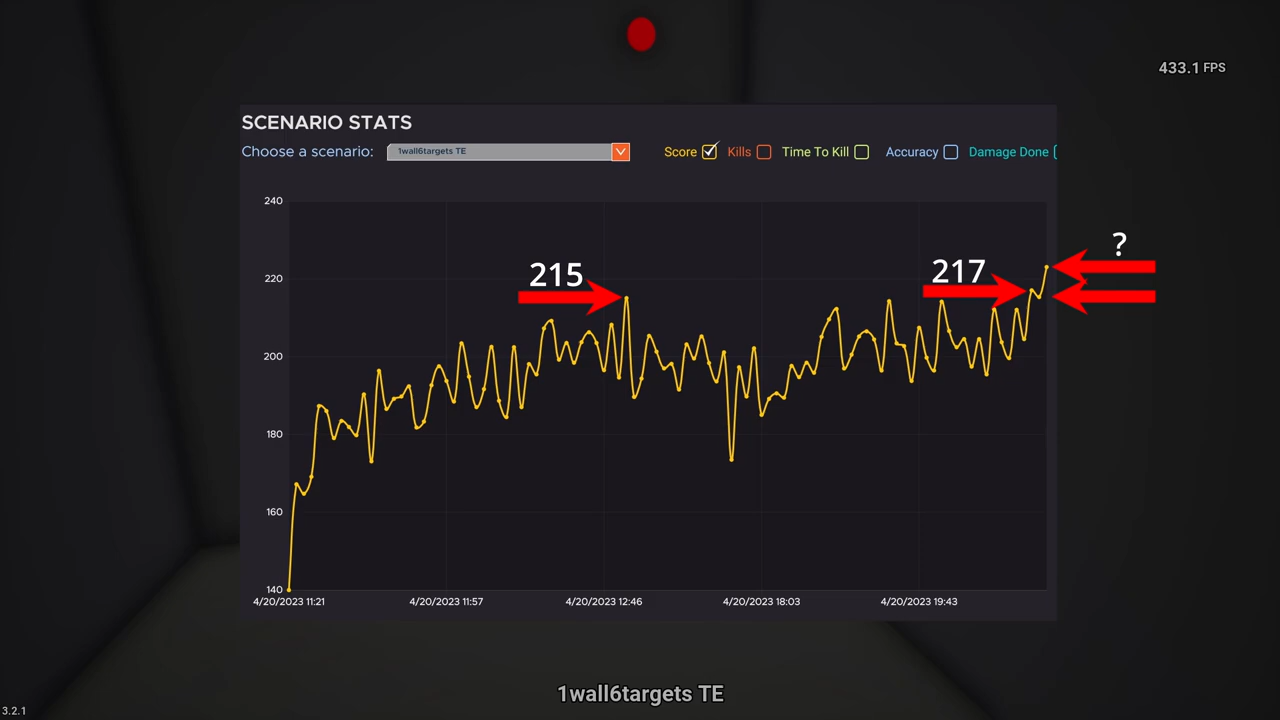 433.1 FPS
SCENARIO STATS
Choose a scenario: 1wall6targets TE Score Kills Time To Kill Accuracy Damage Done
240
220
200
180
160
140
215
217
?
4/20/2023 11:21 4/20/2023 11:57 4/20/2023 12:46 4/20/2023 18:03 4/20/2023 19:43
1wall6targets TE
3.2.1